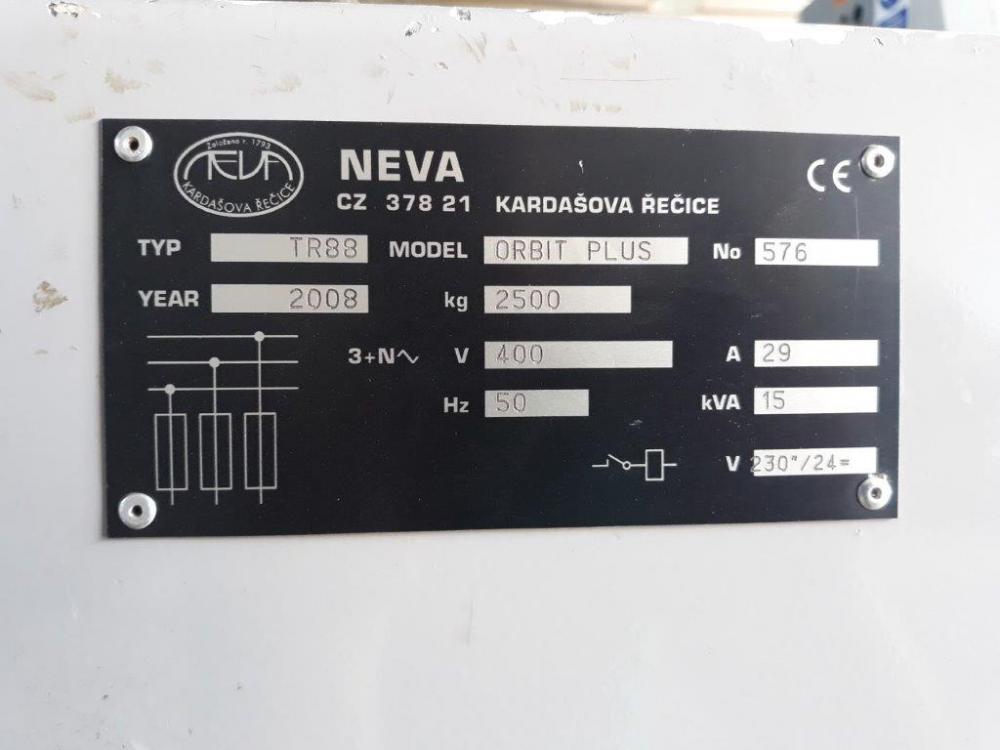 Založeno r. 1793
NEVA
KARDAŠOVA ŘEČICE
NEVA
CE
CZ 378 21 KARDAŠOVA ŘEČICE
TYP TR88 MODEL ORBIT PLUS No 576
YEAR 2008 kg 2500
3+N∿ V 400 A 29
Hz 50 kVA 15
V 230~/24=